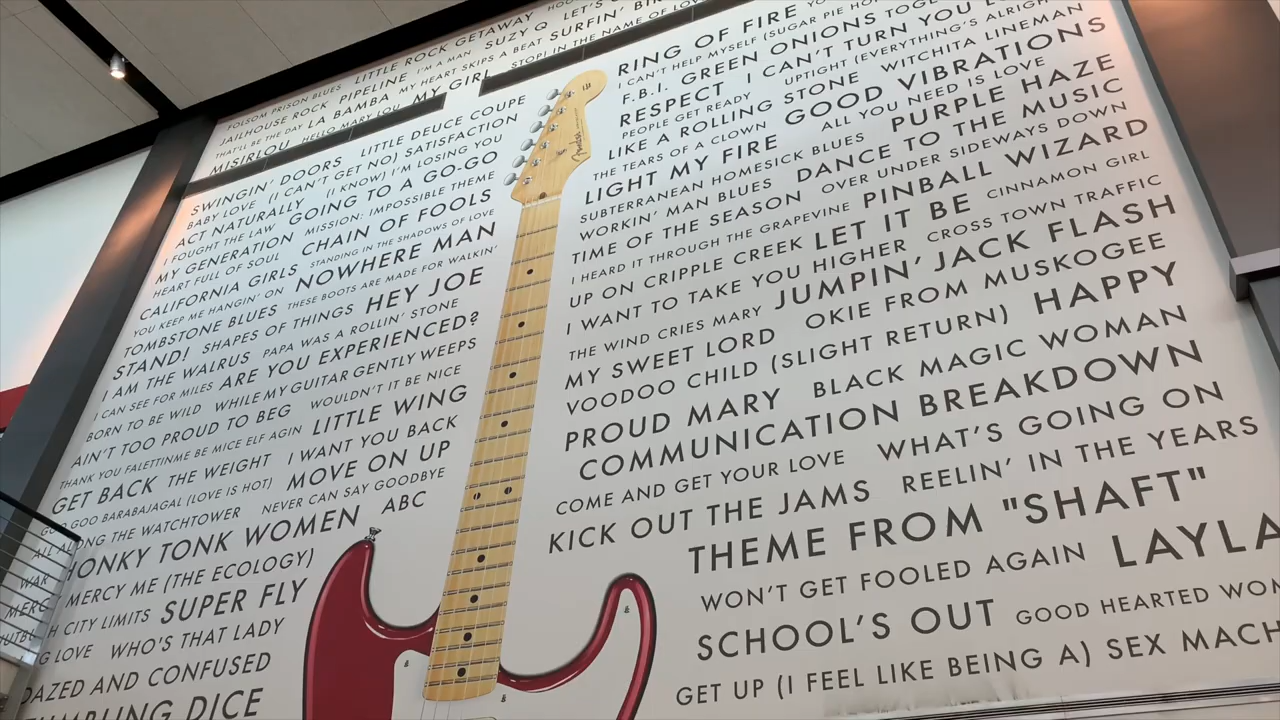 LITTLE ROCK GETAWAY
FOLSOM PRISON BLUES I'M A MAN SUZY Q LET'S
JAILHOUSE ROCK PIPELINE MY HEART SKIPS A BEAT SURFIN' BIR
THAT'LL BE THE DAY LA BAMBA MY GIRL STOP! IN THE NAME OF LOVE
MISIRLOU HELLO MARY LOU
SWINGIN' DOORS LITTLE DEUCE COUPE
BABY LOVE (I CAN'T GET NO) SATISFACTION
ACT NATURALLY (I KNOW) I'M LOSING YOU
I FOUGHT THE LAW GOING TO A GO-GO
MY GENERATION MISSION: IMPOSSIBLE THEME
HEART FULL OF SOUL CHAIN OF FOOLS
CALIFORNIA GIRLS STANDING IN THE SHADOWS OF LOVE
YOU KEEP ME HANGIN' ON NOWHERE MAN
TOMBSTONE BLUES THESE BOOTS ARE MADE FOR WALKIN'
STAND! SHAPES OF THINGS HEY JOE
I AM THE WALRUS PAPA WAS A ROLLIN' STONE
I CAN SEE FOR MILES ARE YOU EXPERIENCED?
BORN TO BE WILD WHILE MY GUITAR GENTLY WEEPS
AIN'T TOO PROUD TO BEG WOULDN'T IT BE NICE
THANK YOU FALETTINME BE MICE ELF AGIN LITTLE WING
GET BACK THE WEIGHT I WANT YOU BACK
GOO BARABAJAGAL (LOVE IS HOT) MOVE ON UP
ALL ALONG THE WATCHTOWER NEVER CAN SAY GOODBYE
HONKY TONK WOMEN ABC
MERCY ME (THE ECOLOGY)
H CITY LIMITS SUPER FLY
G LOVE WHO'S THAT LADY
DAZED AND CONFUSED
TUMBLING DICE
Fender
RING OF FIRE
I CAN'T HELP MYSELF (SUGAR PIE HO
F.B.I. GREEN ONIONS
RESPECT I CAN'T TURN YOU L
PEOPLE GET READY UPTIGHT (EVERYTHING'S ALRIGH
LIKE A ROLLING STONE WITCHITA LINEMAN
THE TEARS OF A CLOWN GOOD VIBRATIONS
LIGHT MY FIRE ALL YOU NEED IS LOVE
SUBTERRANEAN HOMESICK BLUES PURPLE HAZE
WORKIN' MAN BLUES DANCE TO THE MUSIC
TIME OF THE SEASON OVER UNDER SIDEWAYS DOWN
I HEARD IT THROUGH THE GRAPEVINE PINBALL WIZARD
UP ON CRIPPLE CREEK LET IT BE CINNAMON GIRL
I WANT TO TAKE YOU HIGHER CROSS TOWN TRAFFIC
THE WIND CRIES MARY JUMPIN' JACK FLASH
MY SWEET LORD OKIE FROM MUSKOGEE
VOODOO CHILD (SLIGHT RETURN) HAPPY
PROUD MARY BLACK MAGIC WOMAN
COMMUNICATION BREAKDOWN
COME AND GET YOUR LOVE WHAT'S GOING ON
KICK OUT THE JAMS REELIN' IN THE YEARS
THEME FROM "SHAFT"
WON'T GET FOOLED AGAIN LAYLA
SCHOOL'S OUT GOOD HEARTED WOM
GET UP (I FEEL LIKE BEING A) SEX MACH